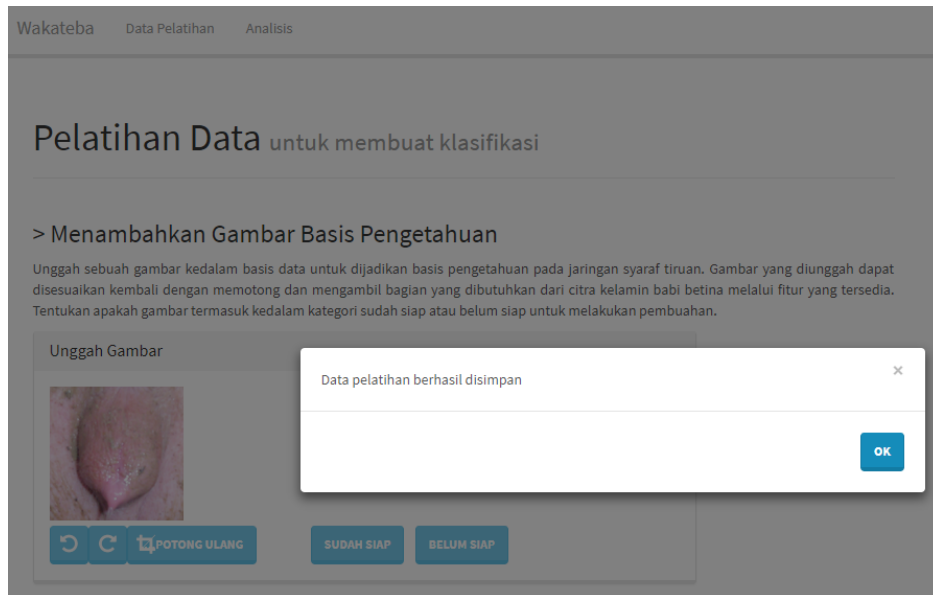 Wakateba Data Pelatihan Analisis
Pelatihan Data untuk membuat klasifikasi
> Menambahkan Gambar Basis Pengetahuan
Unggah sebuah gambar kedalam basis data untuk dijadikan basis pengetahuan pada jaringan syaraf tiruan. Gambar yang diunggah dapat
disesuaikan kembali dengan memotong dan mengambil bagian yang dibutuhkan dari citra kelamin babi betina melalui fitur yang tersedia.
Tentukan apakah gambar termasuk kedalam kategori sudah siap atau belum siap untuk melakukan pembuahan.
Unggah Gambar
Data pelatihan berhasil disimpan ×
OK
POTONG ULANG SUDAH SIAP BELUM SIAP